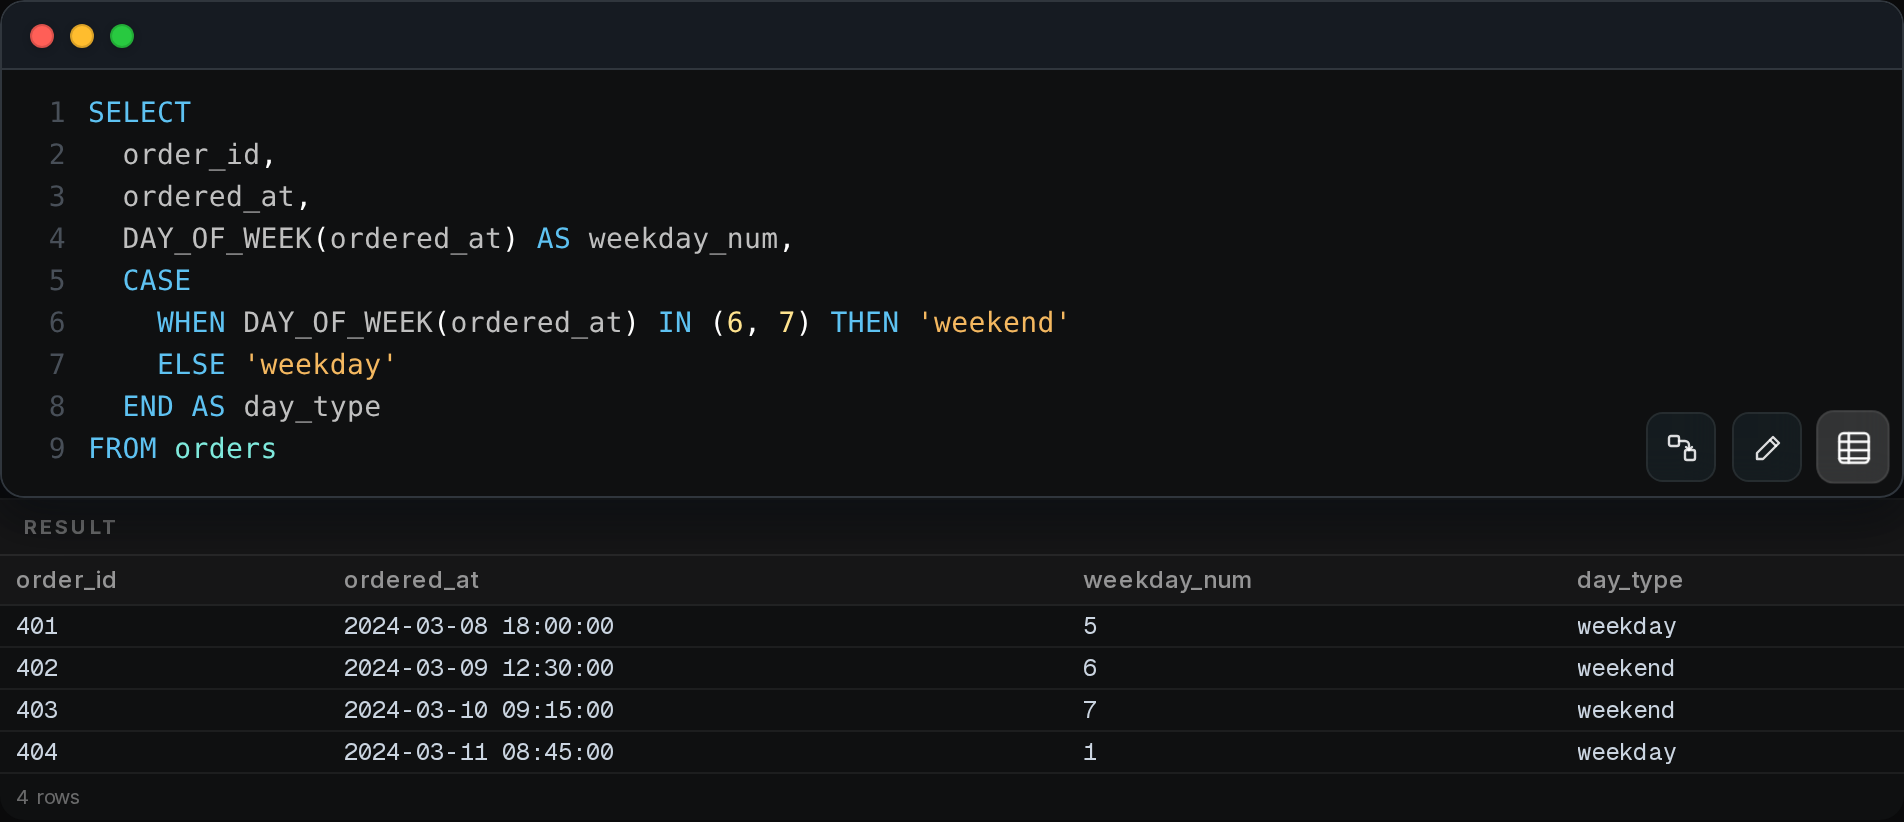 1 SELECT
2   order_id,
3   ordered_at,
4   DAY_OF_WEEK(ordered_at) AS weekday_num,
5   CASE
6     WHEN DAY_OF_WEEK(ordered_at) IN (6, 7) THEN 'weekend'
7     ELSE 'weekday'
8   END AS day_type
9 FROM orders
RESULT
order_id ordered_at weekday_num day_type
401 2024-03-08 18:00:00 5 weekday
402 2024-03-09 12:30:00 6 weekend
403 2024-03-10 09:15:00 7 weekend
404 2024-03-11 08:45:00 1 weekday
4 rows